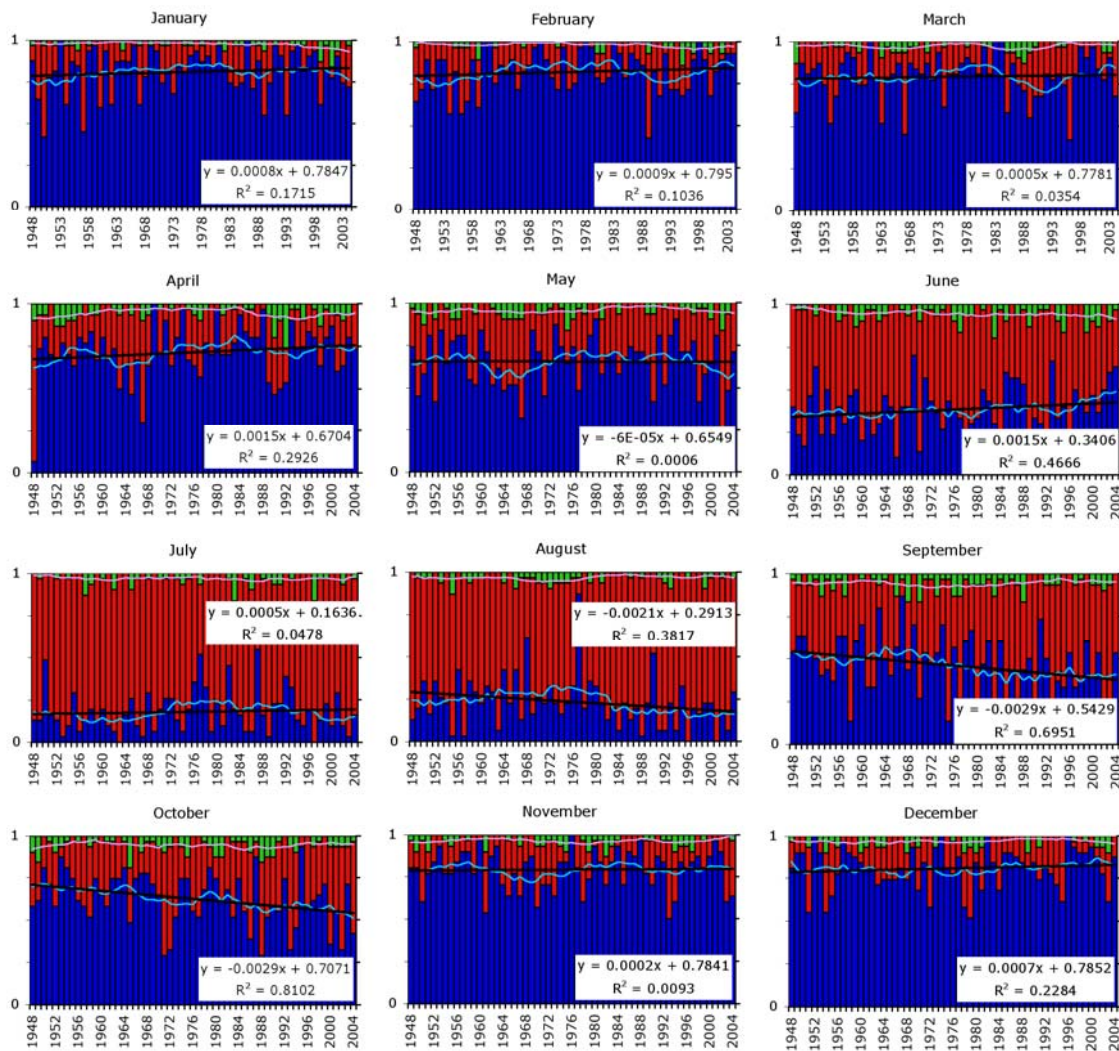 January
1
0
y = 0.0008x + 0.7847
R² = 0.1715
1948 1953 1958 1963 1968 1973 1978 1983 1988 1993 1998 2003
February
1
0
y = 0.0009x + 0.795
R² = 0.1036
1948 1953 1958 1963 1968 1973 1978 1983 1988 1993 1998 2003
March
1
0
y = 0.0005x + 0.7781
R² = 0.0354
1948 1953 1958 1963 1968 1973 1978 1983 1988 1993 1998 2003
April
1
0
y = 0.0015x + 0.6704
R² = 0.2926
1948 1952 1956 1960 1964 1968 1972 1976 1980 1984 1988 1992 1996 2000 2004
May
1
0
y = -6E-05x + 0.6549
R² = 0.0006
1948 1952 1956 1960 1964 1968 1972 1976 1980 1984 1988 1992 1996 2000 2004
June
1
0
y = 0.0015x + 0.3406
R² = 0.4666
1948 1952 1956 1960 1964 1968 1972 1976 1980 1984 1988 1992 1996 2000 2004
July
1
0
y = 0.0005x + 0.1636
R² = 0.0478
1948 1952 1956 1960 1964 1968 1972 1976 1980 1984 1988 1992 1996 2000 2004
August
1
0
y = -0.0021x + 0.2913
R² = 0.3817
1948 1952 1956 1960 1964 1968 1972 1976 1980 1984 1988 1992 1996 2000 2004
September
1
0
y = -0.0029x + 0.5429
R² = 0.6951
1948 1952 1956 1960 1964 1968 1972 1976 1980 1984 1988 1992 1996 2000 2004
October
1
0
y = -0.0029x + 0.7071
R² = 0.8102
1948 1952 1956 1960 1964 1968 1972 1976 1980 1984 1988 1992 1996 2000 2004
November
1
0
y = 0.0002x + 0.7841
R² = 0.0093
1948 1952 1956 1960 1964 1968 1972 1976 1980 1984 1988 1992 1996 2000 2004
December
1
0
y = 0.0007x + 0.7852
R² = 0.2284
1948 1952 1956 1960 1964 1968 1972 1976 1980 1984 1988 1992 1996 2000 2004